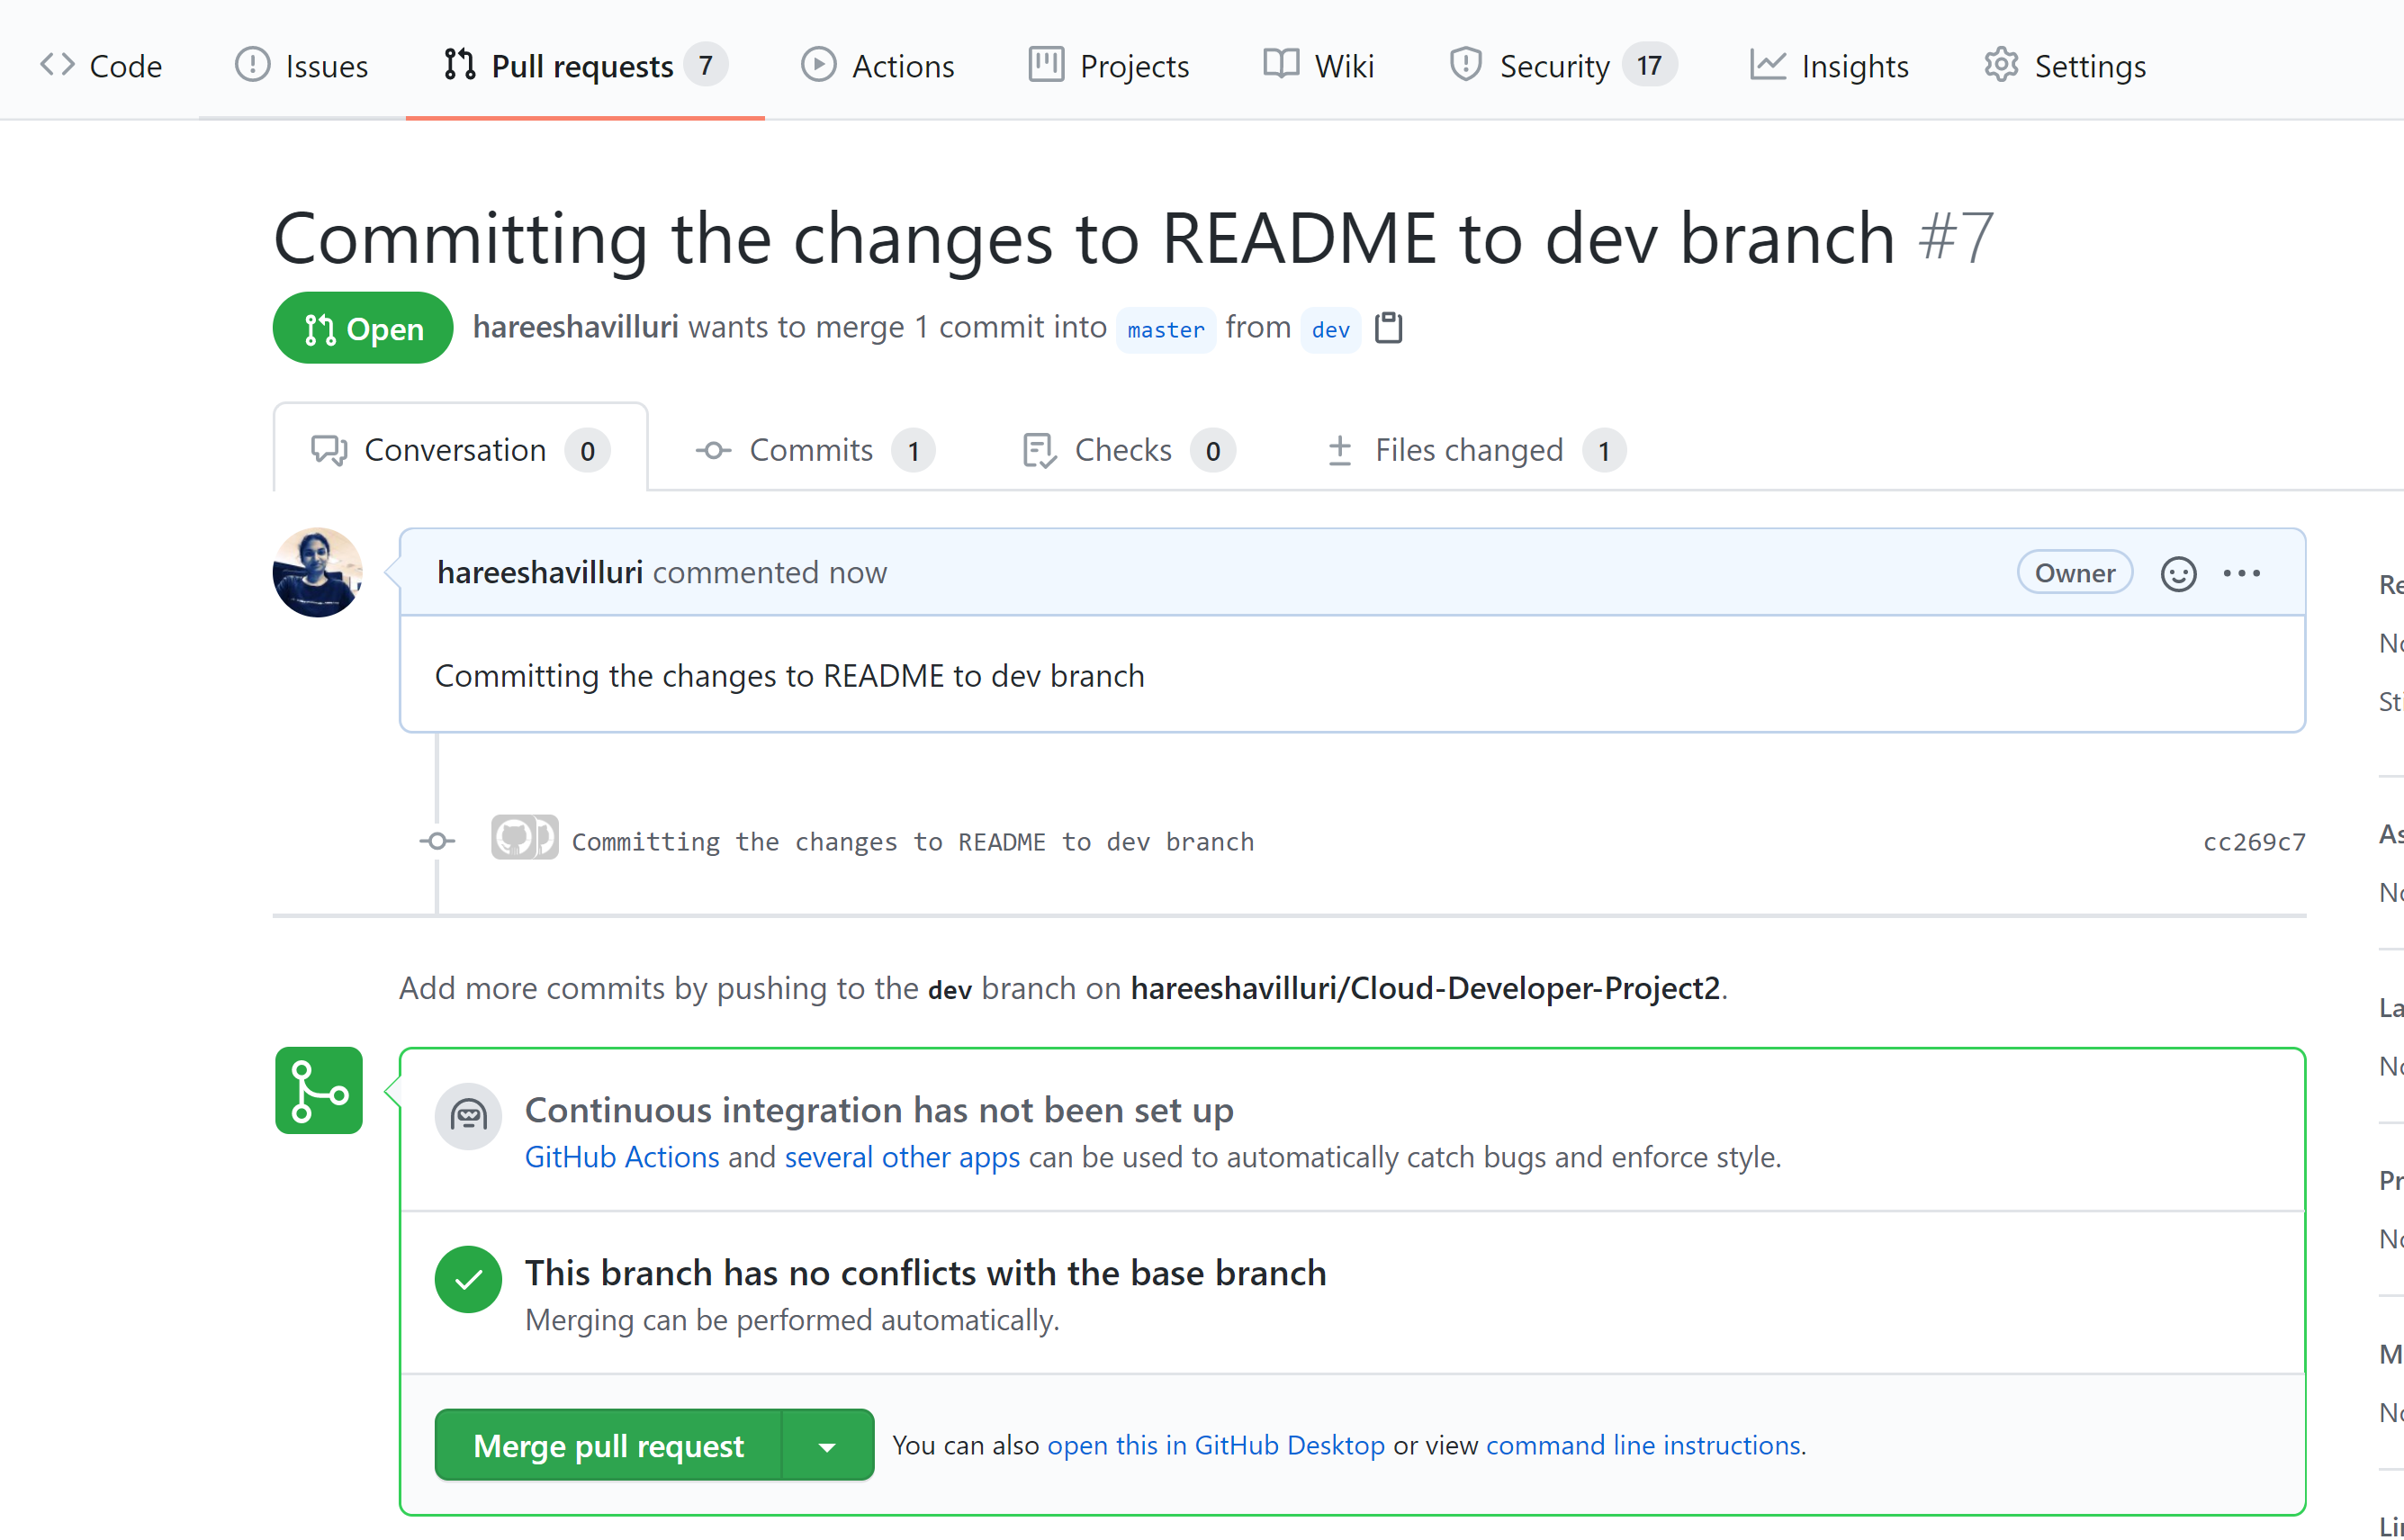 Code Issues Pull requests 7 Actions Projects Wiki Security 17 Insights Settings
Committing the changes to README to dev branch #7
Open hareeshavilluri wants to merge 1 commit into master from dev
Conversation 0 Commits 1 Checks 0 Files changed 1
hareeshavilluri commented now Owner
Committing the changes to README to dev branch
Committing the changes to README to dev branch cc269c7
Add more commits by pushing to the dev branch on hareeshavilluri/Cloud-Developer-Project2.
Continuous integration has not been set up
GitHub Actions and several other apps can be used to automatically catch bugs and enforce style.
This branch has no conflicts with the base branch
Merging can be performed automatically.
Merge pull request You can also open this in GitHub Desktop or view command line instructions.